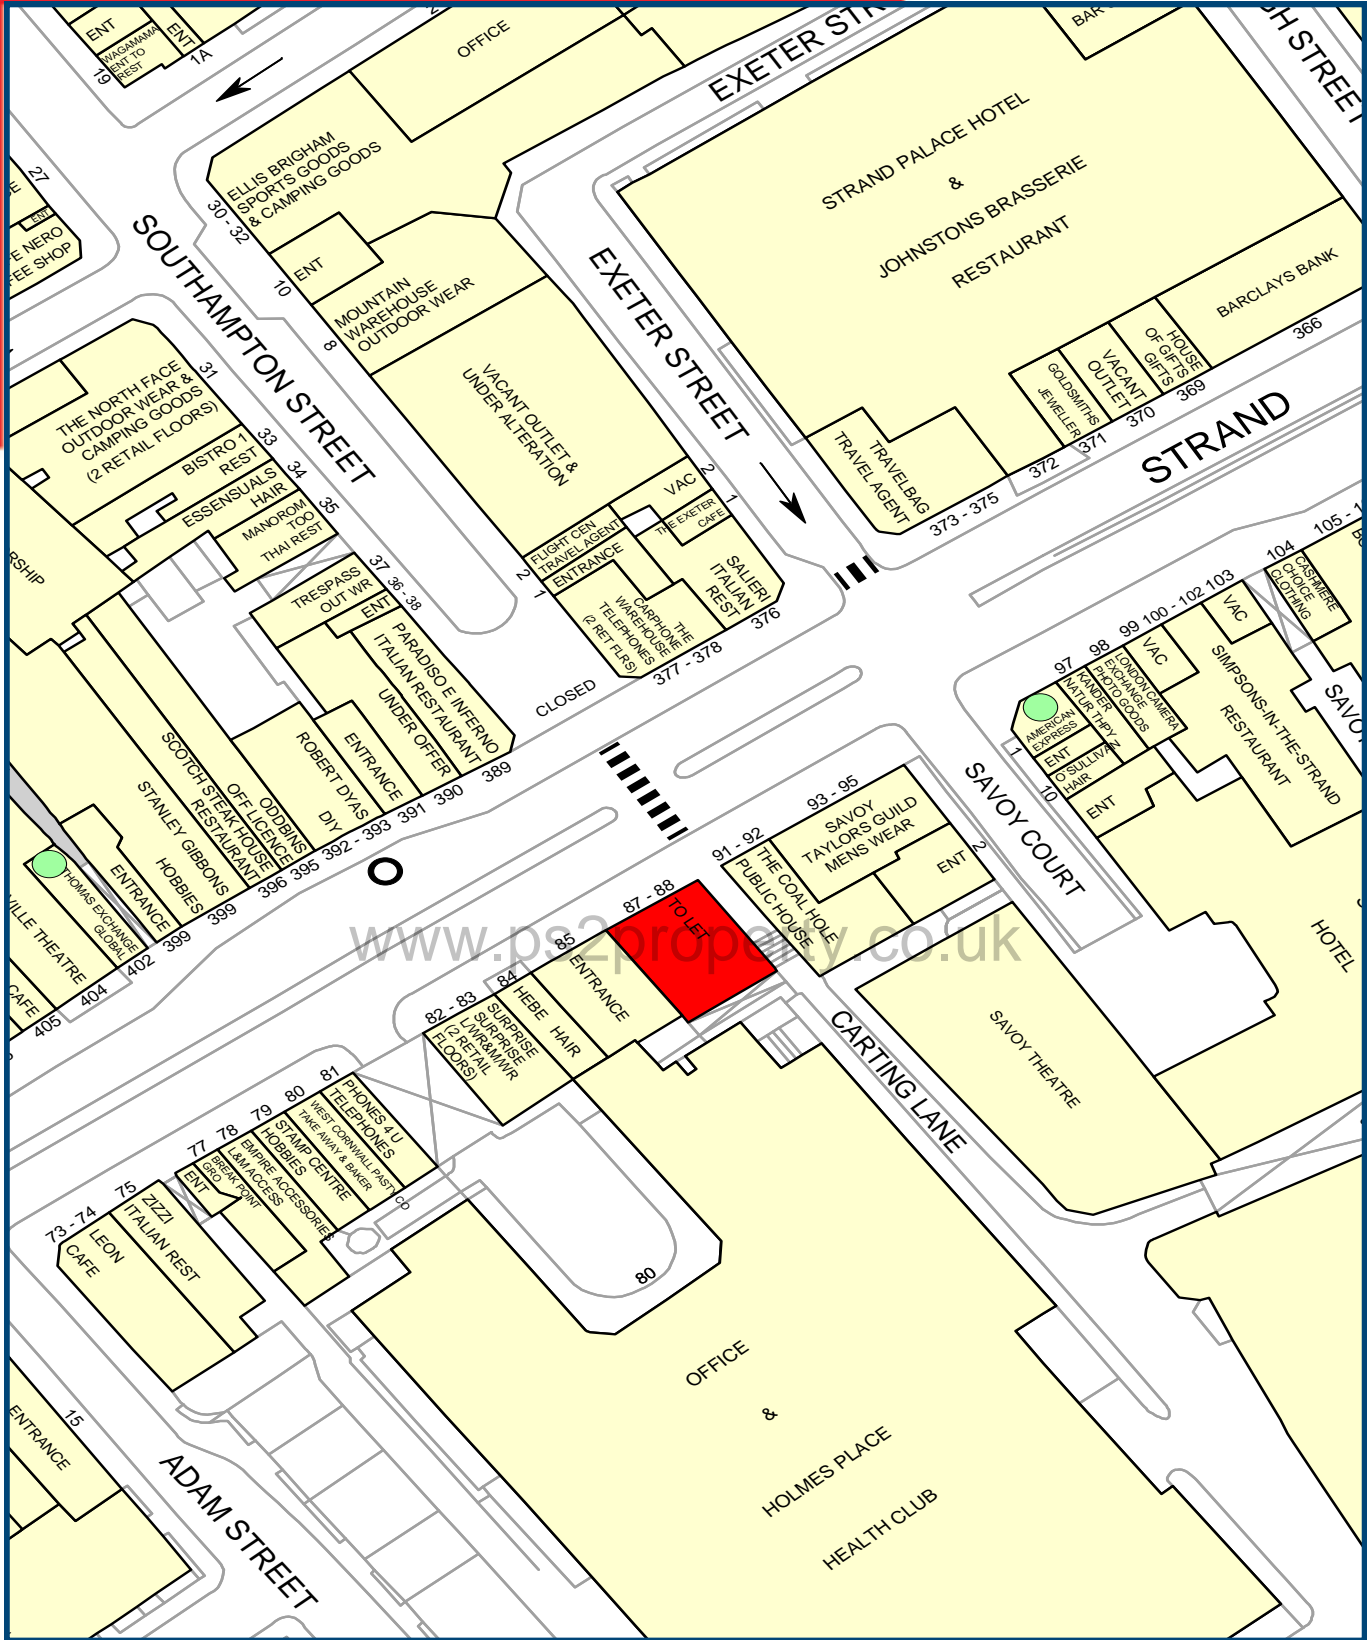 ENT
WAGAMAMA
ENT TO
REST
ENT
19
1A
OFFICE
EXETER STR
BAR
GH STREET
27
ENT
E NERO
FEE SHOP
SOUTHAMPTON STREET
ELLIS BRIGHAM
SPORTS GOODS
& CAMPING GOODS
30 - 32
ENT
10
MOUNTAIN
WAREHOUSE
OUTDOOR WEAR
8
VACANT OUTLET &
UNDER ALTERATION
EXETER STREET
STRAND PALACE HOTEL
&
JOHNSTONS BRASSERIE
RESTAURANT
BARCLAYS BANK
366
HOUSE
OF GIFTS
GIFTS
369
VACANT
OUTLET
370
GOLDSMITHS
JEWELLER
371
372
STRAND
TRAVELBAG
TRAVEL AGENT
373 - 375
THE NORTH FACE
OUTDOOR WEAR &
CAMPING GOODS
(2 RETAIL FLOORS)
31
BISTRO 1
REST
33
ESSENSUALS
HAIR
34
MANOROM
TOO
THAI REST
35
RSHIP
TRESPASS
OUT WR
37
36 - 38
ENT
PARADISO E INFERNO
ITALIAN RESTAURANT
UNDER OFFER
ENTRANCE
ROBERT DYAS
DIY
389
390
391
392 - 393
CLOSED
VAC
2
1
THE EXETER
CAFE
FLIGHT CEN
TRAVEL AGENT
ENTRANCE
2
1
THE
CARPHONE
WAREHOUSE
TELEPHONES
(2 RET FLRS)
SALIERI
ITALIAN
REST
376
377 - 378
ODDBINS
OFF LICENCE
SCOTCH STEAK HOUSE
RESTAURANT
STANLEY GIBBONS
HOBBIES
ENTRANCE
395
396
399
399
THOMAS EXCHANGE
GLOBAL
402
VILLE THEATRE
404
CAFE
405
105 - 1
104
CASHMERE
CHOICE
CLOTHING
103
VAC
100 - 102
SIMPSONS-IN-THE-STRAND
RESTAURANT
VAC
99
LONDON CAMERA
EXCHANGE
PHOTO GOODS
98
KANDER
NATUR THPY
97
AMERICAN
EXPRESS
ENT
1
O'SULLIVAN
HAIR
10
ENT
SAVOY
HOTEL
SAVOY COURT
93 - 95
SAVOY
TAYLORS GUILD
MENS WEAR
ENT
2
91 - 92
THE COAL HOLE
PUBLIC HOUSE
87 - 88
TO LET
www.ps2property.co.uk
85
ENTRANCE
84
HEBE HAIR
82 - 83
SURPRISE
SURPRISE
L/WR&M/WR
(2 RETAIL
FLOORS)
CARTING LANE
SAVOY THEATRE
81
PHONES 4 U
TELEPHONES
80
WEST CORNWALL PASTY CO
TAKE AWAY & BAKER
79
STAMP CENTRE
HOBBIES
78
EMPIRE ACCESSORIES
L&M ACCESS
77
BREAK POINT
GRO
ENT
75
ZIZZI
ITALIAN REST
73 - 74
LEON
CAFE
80
OFFICE
&
HOLMES PLACE
HEALTH CLUB
15
ENTRANCE
ADAM STREET